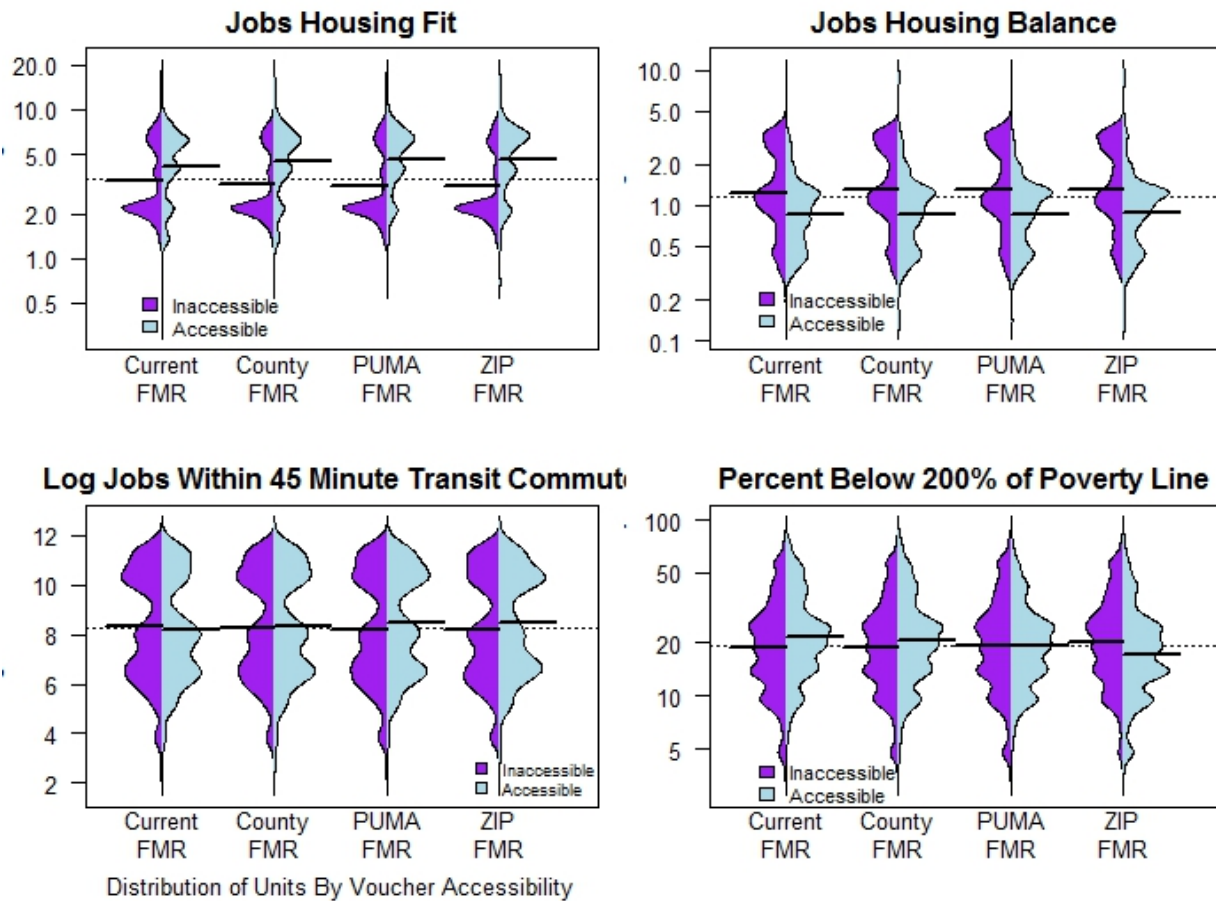 Jobs Housing Fit
20.0
10.0
5.0
2.0
1.0
0.5
Inaccessible
Accessible
Current County PUMA ZIP
FMR FMR FMR FMR
Jobs Housing Balance
10.0
5.0
2.0
1.0
0.5
0.2
0.1
Inaccessible
Accessible
Current County PUMA ZIP
FMR FMR FMR FMR
Log Jobs Within 45 Minute Transit
12
10
8
6
4
2
Inaccessible
Accessible
Current County PUMA ZIP
FMR FMR FMR FMR
Distribution of Units By Voucher Accessibility
Percent Below 200% of Poverty Line
100
50
20
10
5
Inaccessible
Accessible
Current County PUMA ZIP
FMR FMR FMR FMR